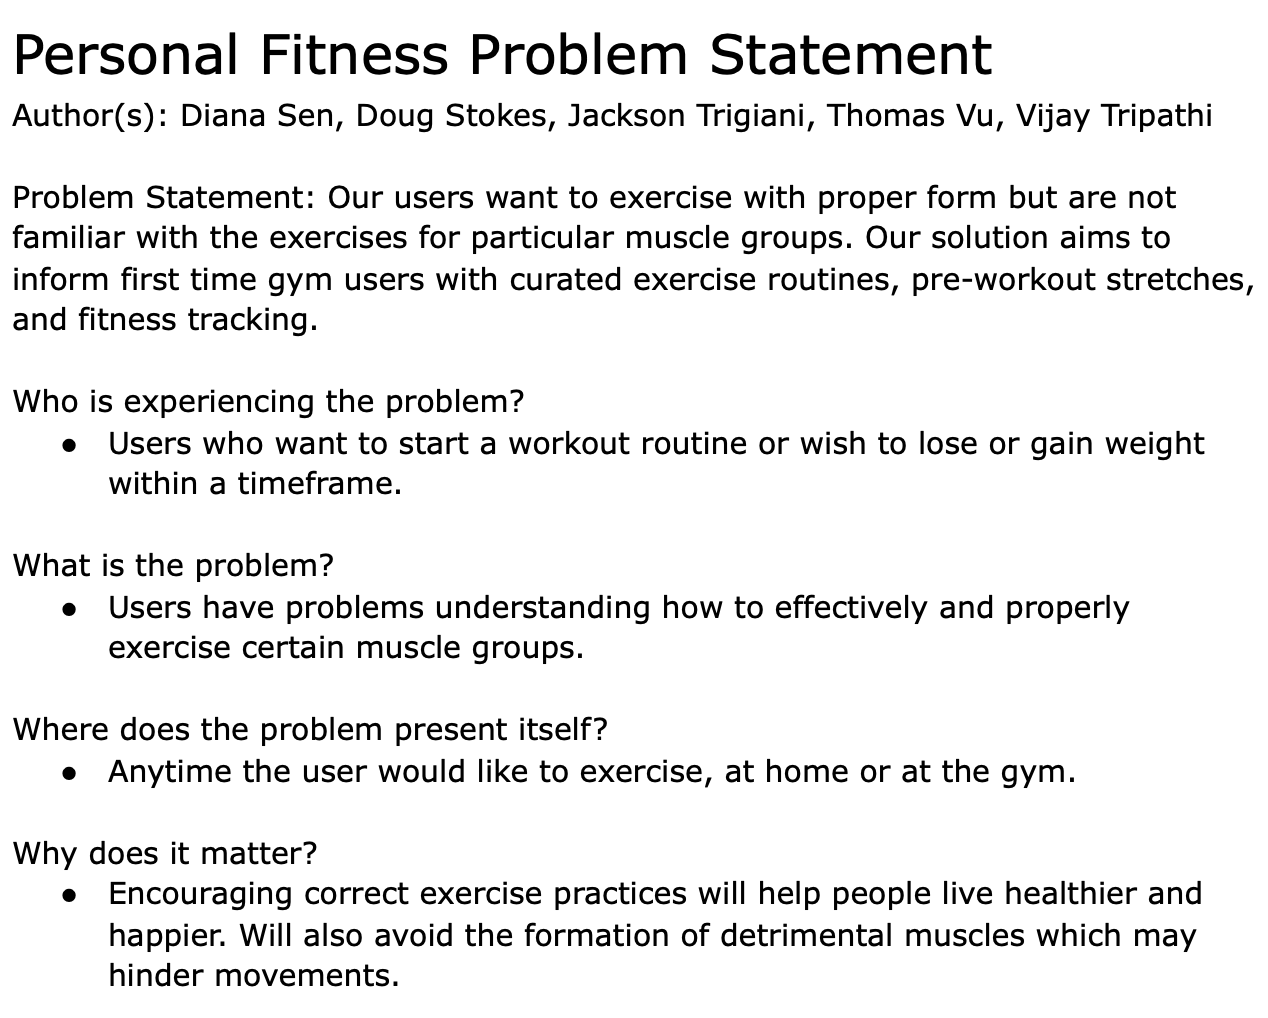 Personal Fitness Problem Statement
Author(s): Diana Sen, Doug Stokes, Jackson Trigiani, Thomas Vu, Vijay Tripathi
Problem Statement: Our users want to exercise with proper form but are not
familiar with the exercises for particular muscle groups. Our solution aims to
inform first time gym users with curated exercise routines, pre-workout stretches,
and fitness tracking.
Who is experiencing the problem?
● Users who want to start a workout routine or wish to lose or gain weight
within a timeframe.
What is the problem?
● Users have problems understanding how to effectively and properly
exercise certain muscle groups.
Where does the problem present itself?
● Anytime the user would like to exercise, at home or at the gym.
Why does it matter?
● Encouraging correct exercise practices will help people live healthier and
happier. Will also avoid the formation of detrimental muscles which may
hinder movements.